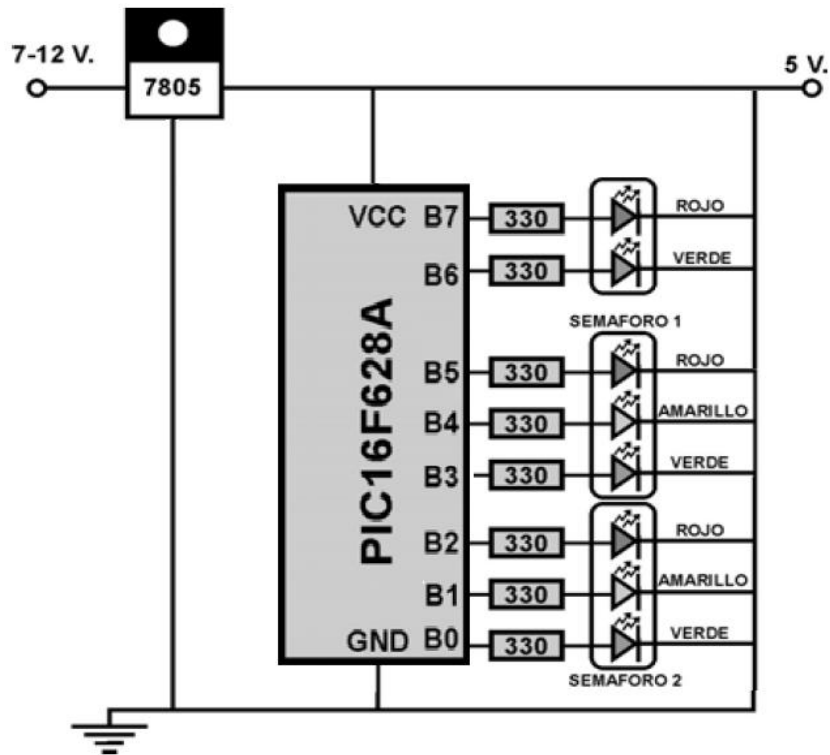 7-12 V.
7805
5 V.
VCC B7 330 ROJO
B6 330 VERDE
SEMAFORO 1
PIC16F628A
B5 330 ROJO
B4 330 AMARILLO
B3 330 VERDE
B2 330 ROJO
B1 330 AMARILLO
GND B0 330 VERDE
SEMAFORO 2